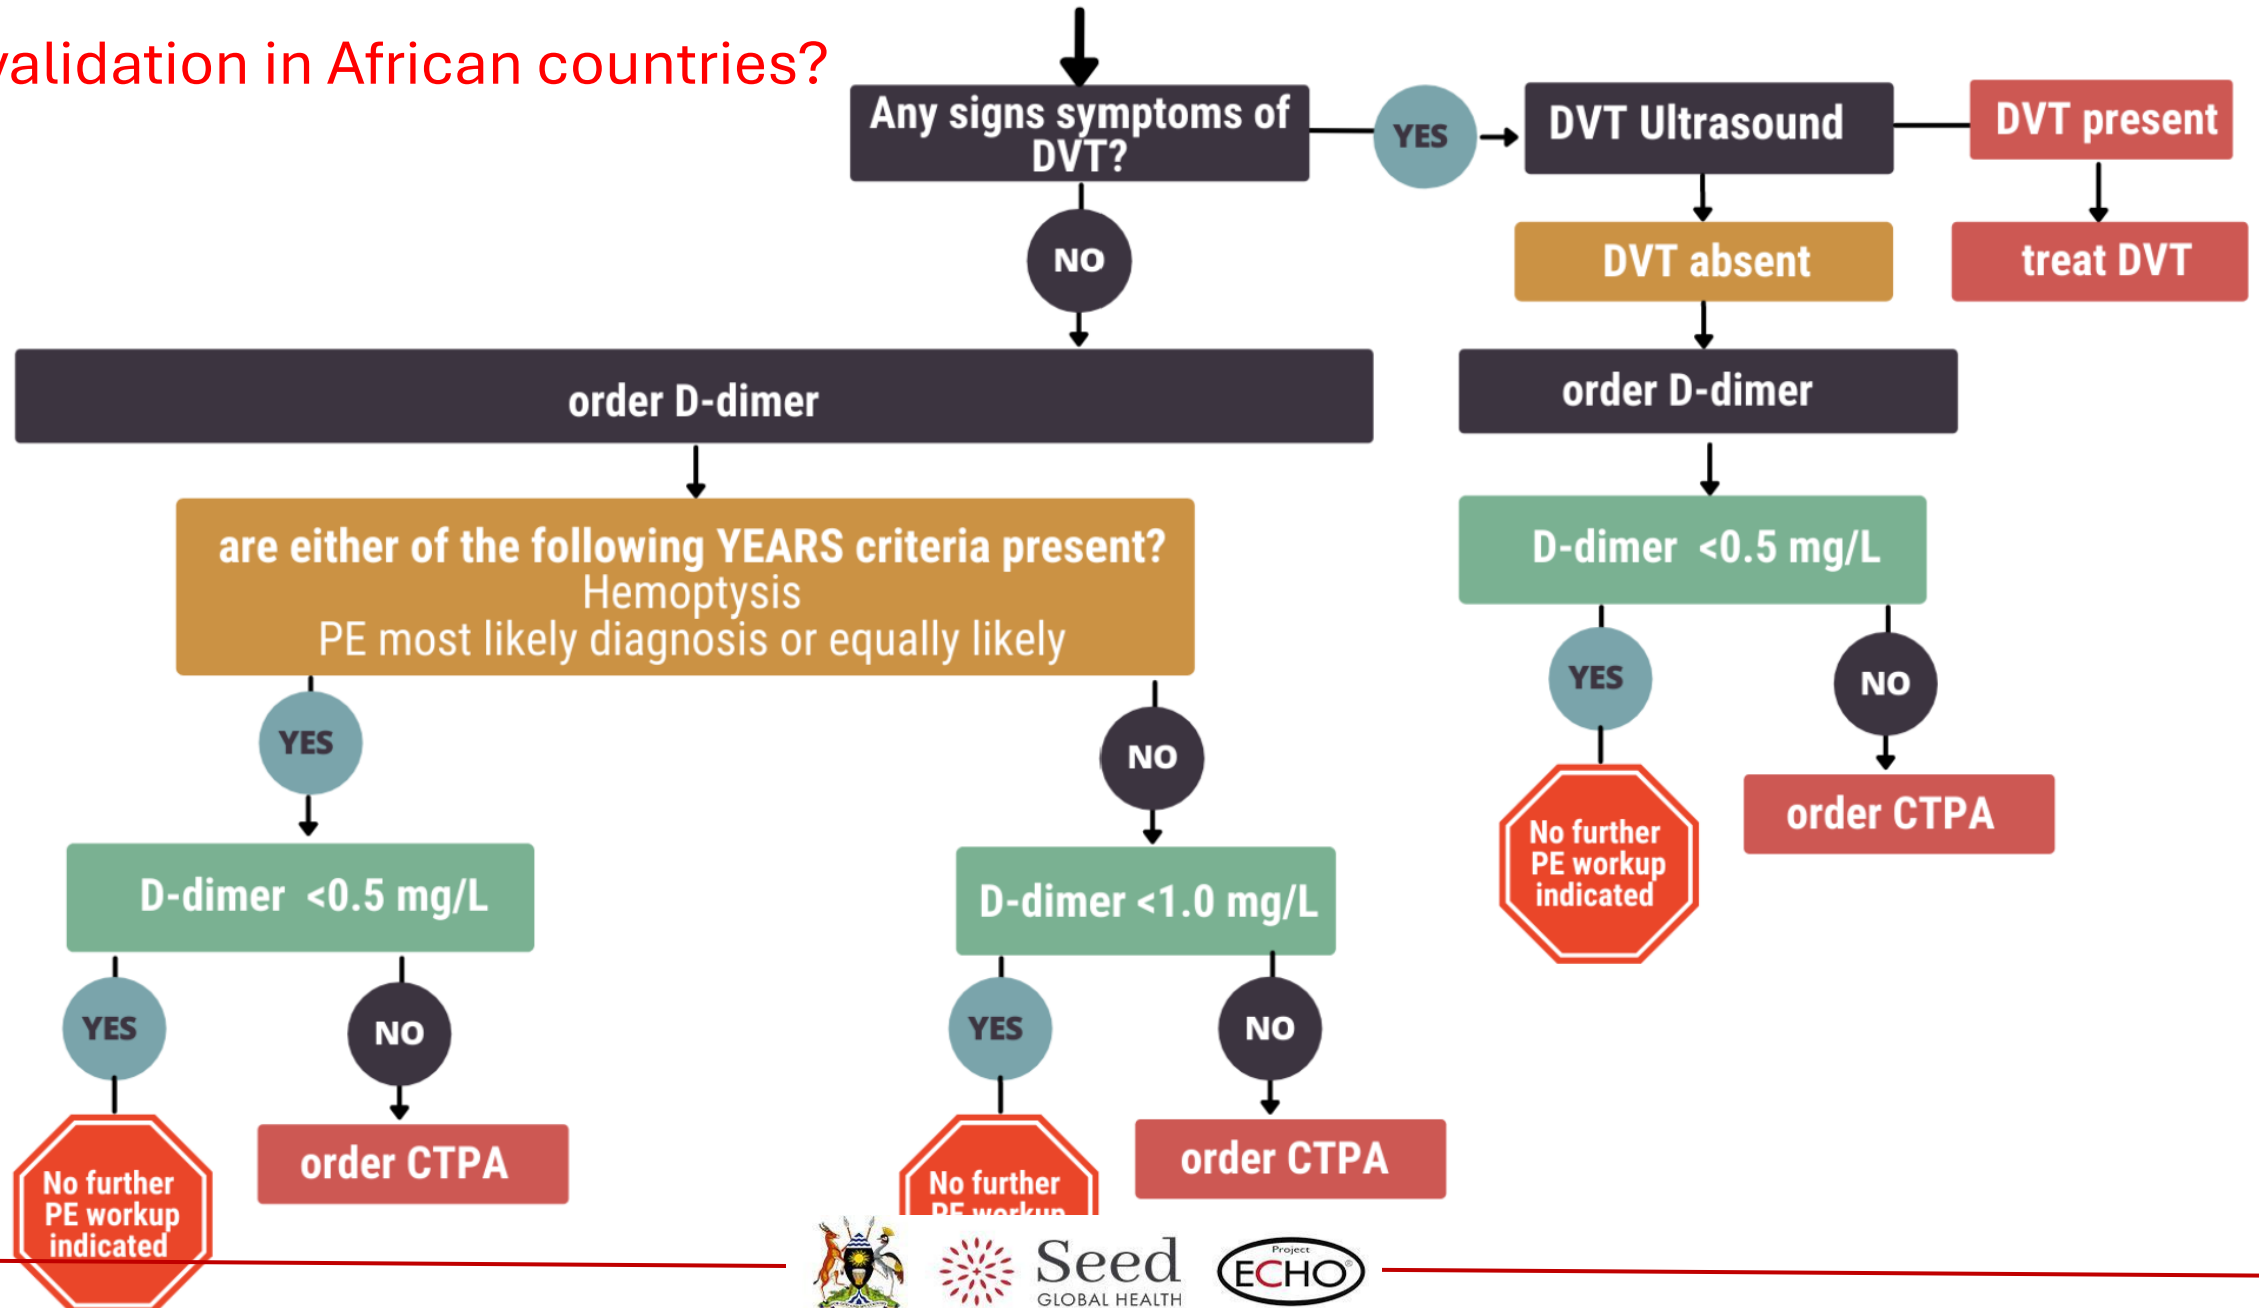 validation in African countries?
Any signs symptoms of
DVT?
YES
DVT Ultrasound
DVT present
NO
DVT absent
treat DVT
order D-dimer
order D-dimer
are either of the following YEARS criteria present?
Hemoptysis
PE most likely diagnosis or equally likely
D-dimer <0.5 mg/L
YES
NO
YES
NO
No further
PE workup
indicated
order CTPA
D-dimer <0.5 mg/L
D-dimer <1.0 mg/L
YES
NO
YES
NO
No further
PE workup
indicated
order CTPA
No further
PE workup
order CTPA
Seed
GLOBAL HEALTH
Project
ECHO®